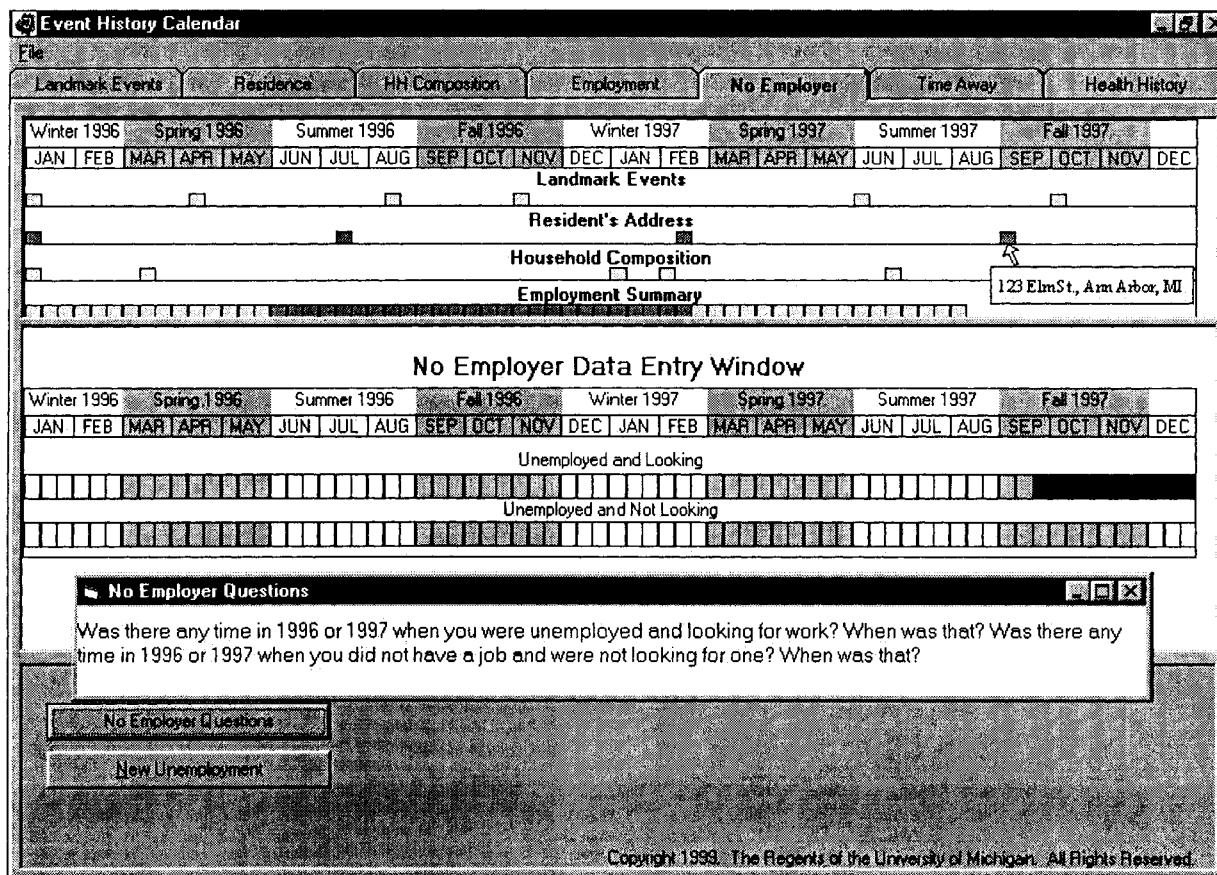 Event History Calendar
File
Landmark Events Residence HH Composition Employment No Employer Time Away Health History
Winter 1996 Spring 1996 Summer 1996 Fall 1996 Winter 1997 Spring 1997 Summer 1997 Fall 1997
JAN FEB MAR APR MAY JUN JUL AUG SEP OCT NOV DEC JAN FEB MAR APR MAY JUN JUL AUG SEP OCT NOV DEC
Landmark Events
Resident's Address
Household Composition
123 Elm St., Ann Arbor, MI
Employment Summary
No Employer Data Entry Window
Winter 1996 Spring 1996 Summer 1996 Fall 1996 Winter 1997 Spring 1997 Summer 1997 Fall 1997
JAN FEB MAR APR MAY JUN JUL AUG SEP OCT NOV DEC JAN FEB MAR APR MAY JUN JUL AUG SEP OCT NOV DEC
Unemployed and Looking
Unemployed and Not Looking
No Employer Questions
Was there any time in 1996 or 1997 when you were unemployed and looking for work? When was that? Was there any
time in 1996 or 1997 when you did not have a job and were not looking for one? When was that?
No Employer Questions
New Unemployment
Copyright 1999. The Regents of the University of Michigan. All Rights Reserved.